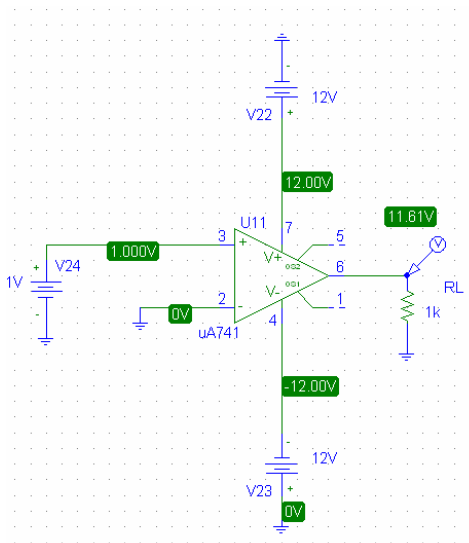 -
12V
V22
+
12.00V
U11
7
11.61V
3
+
5
V
1.000V
V+
OS2
V24
+
6
1V
RL
V-
OS1
2
-
1
1k
-
0V
4
uA741
-12.00V
-
12V
V23
+
0V